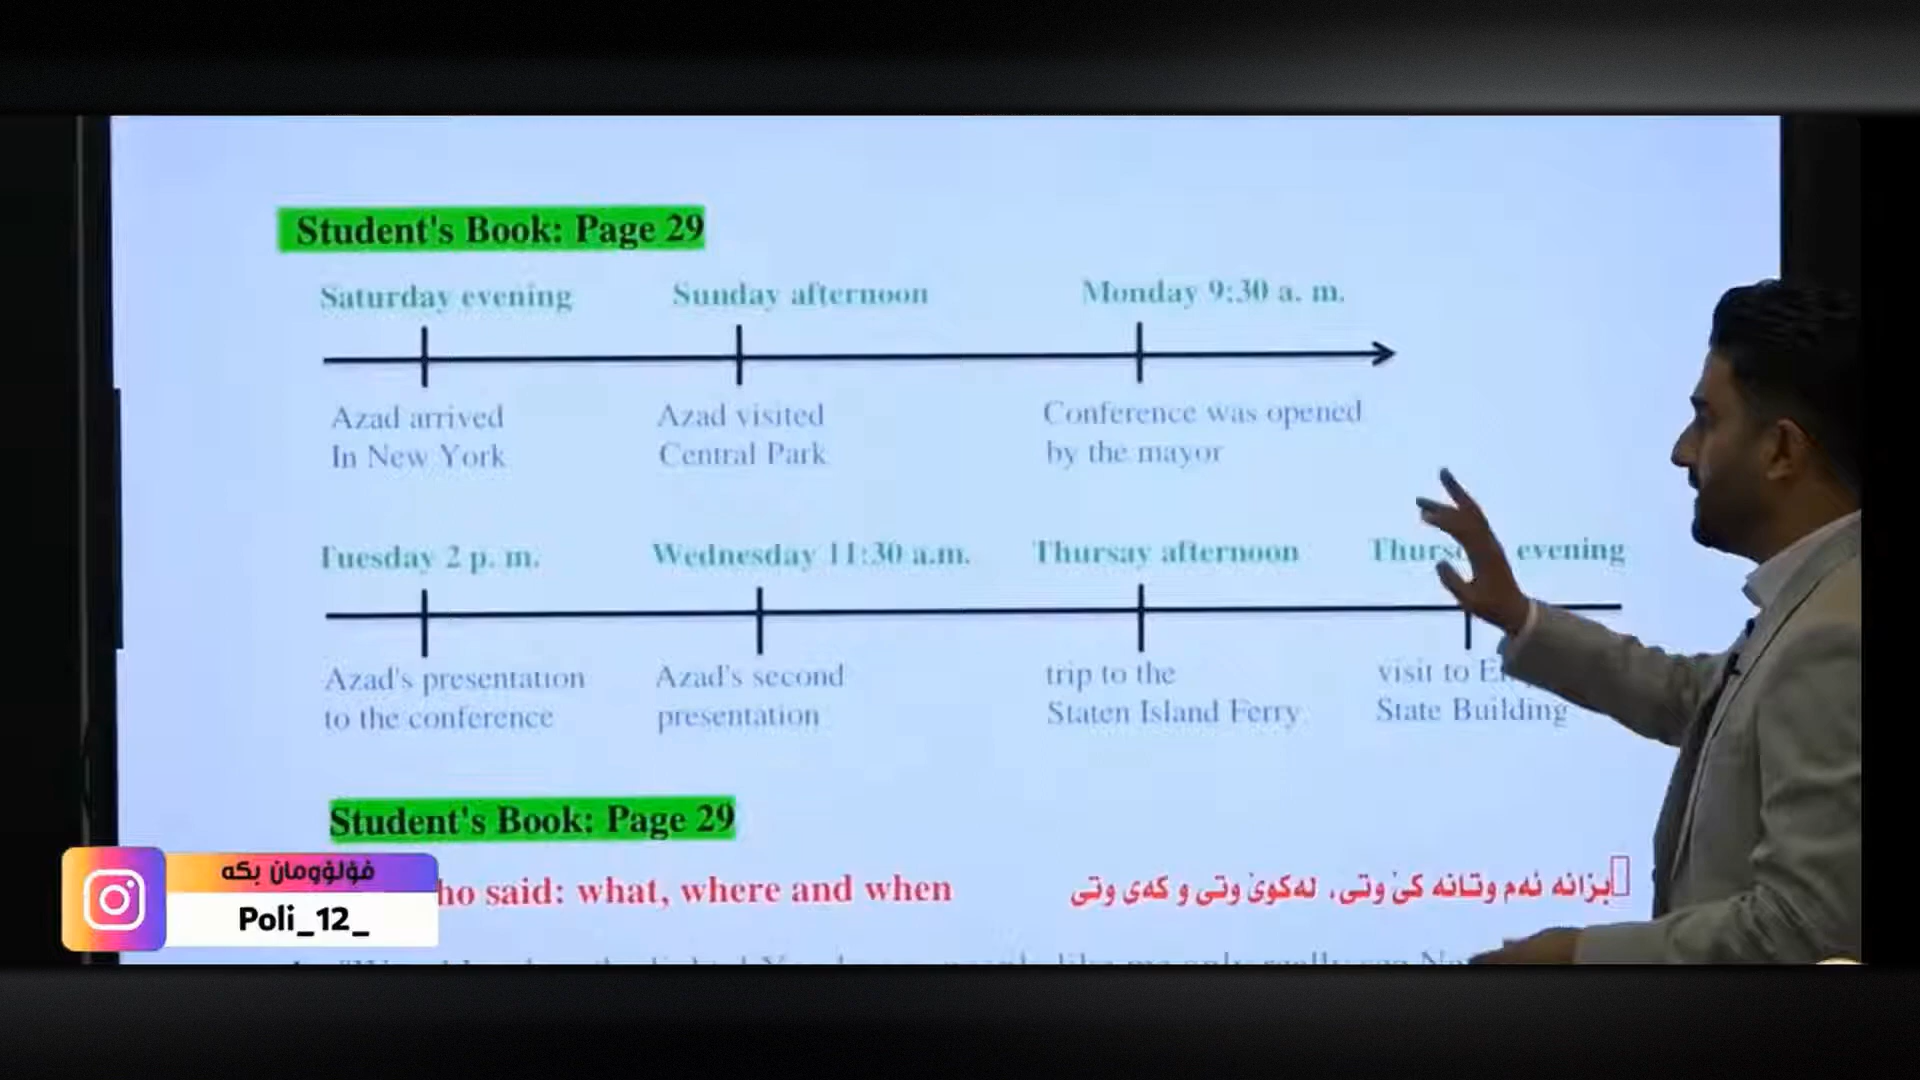 Student's Book: Page 29
Saturday evening Sunday afternoon Monday 9:30 a. m.
Azad arrived Azad visited Conference was opened
In New York Central Park by the mayor
Tuesday 2 p. m. Wednesday 11:30 a.m. Thursay afternoon evening
Azad's presentation Azad's second trip to the visit to
to the conference presentation Staten Island Ferry State Building
Student's Book: Page 29
said: what, where and when بزانه ئەم وتانه کێ وتی، لەکوێ وتی و کەی وتی
فۆلۆومان بکە
Poli_12_